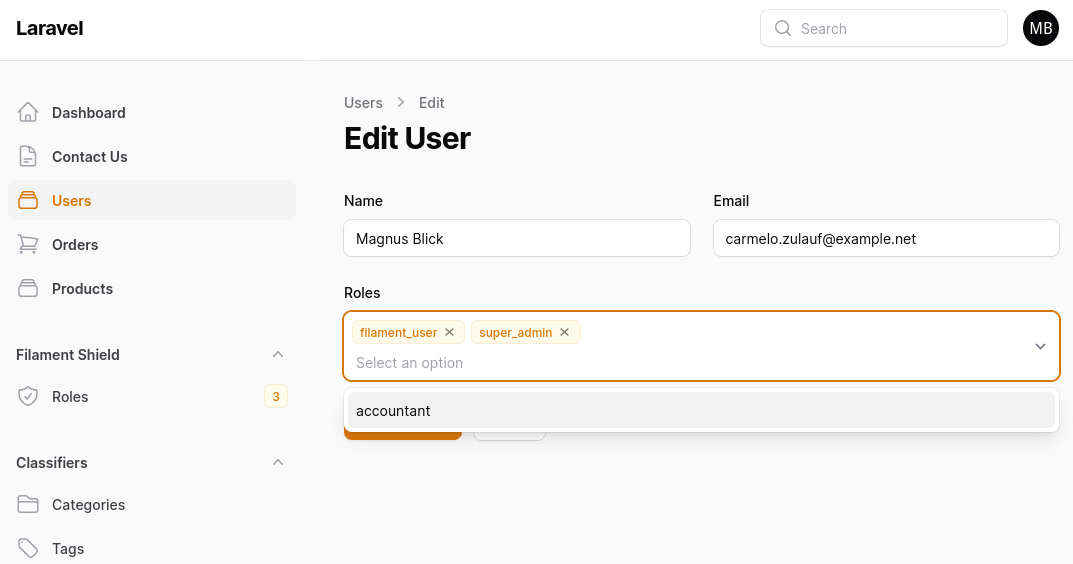 Laravel
Search
MB
Dashboard
Contact Us
Users
Orders
Products
Filament Shield
Roles
3
Classifiers
Categories
Tags
Users
Edit
Edit User
Name
Email
Magnus Blick
carmelo.zulauf@example.net
Roles
filament_user
super_admin
Select an option
accountant